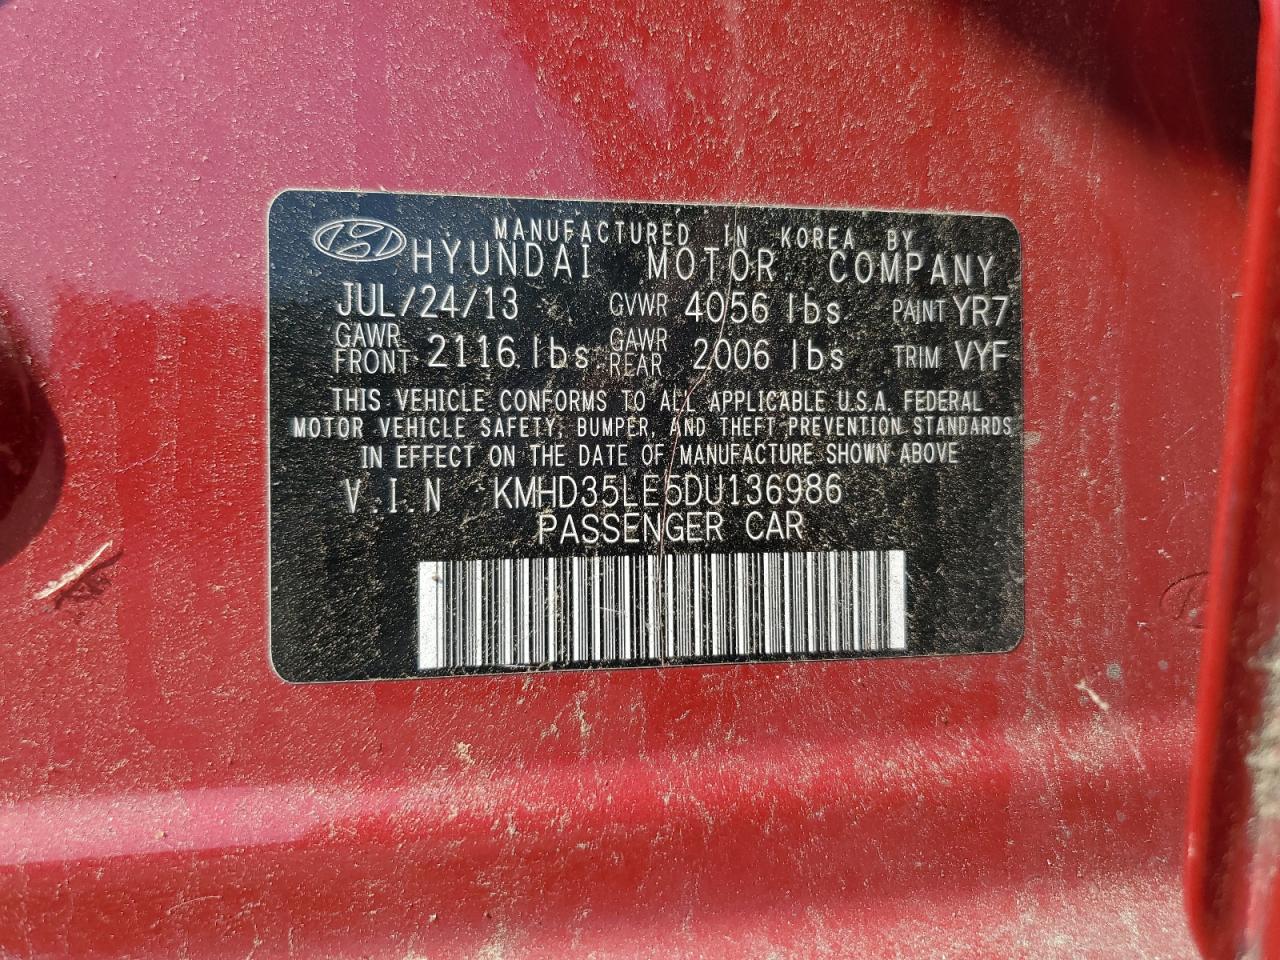 MANUFACTURED IN KOREA BY
HYUNDAI MOTOR COMPANY
JUL/24/13 GVWR 4056 lbs PAINT YR7
GAWR FRONT 2116 lbs GAWR REAR 2006 lbs TRIM VYF
THIS VEHICLE CONFORMS TO ALL APPLICABLE U.S.A. FEDERAL
MOTOR VEHICLE SAFETY, BUMPER, AND THEFT PREVENTION STANDARDS
IN EFFECT ON THE DATE OF MANUFACTURE SHOWN ABOVE
V.I.N KMHD35LE5DU136986
PASSENGER CAR